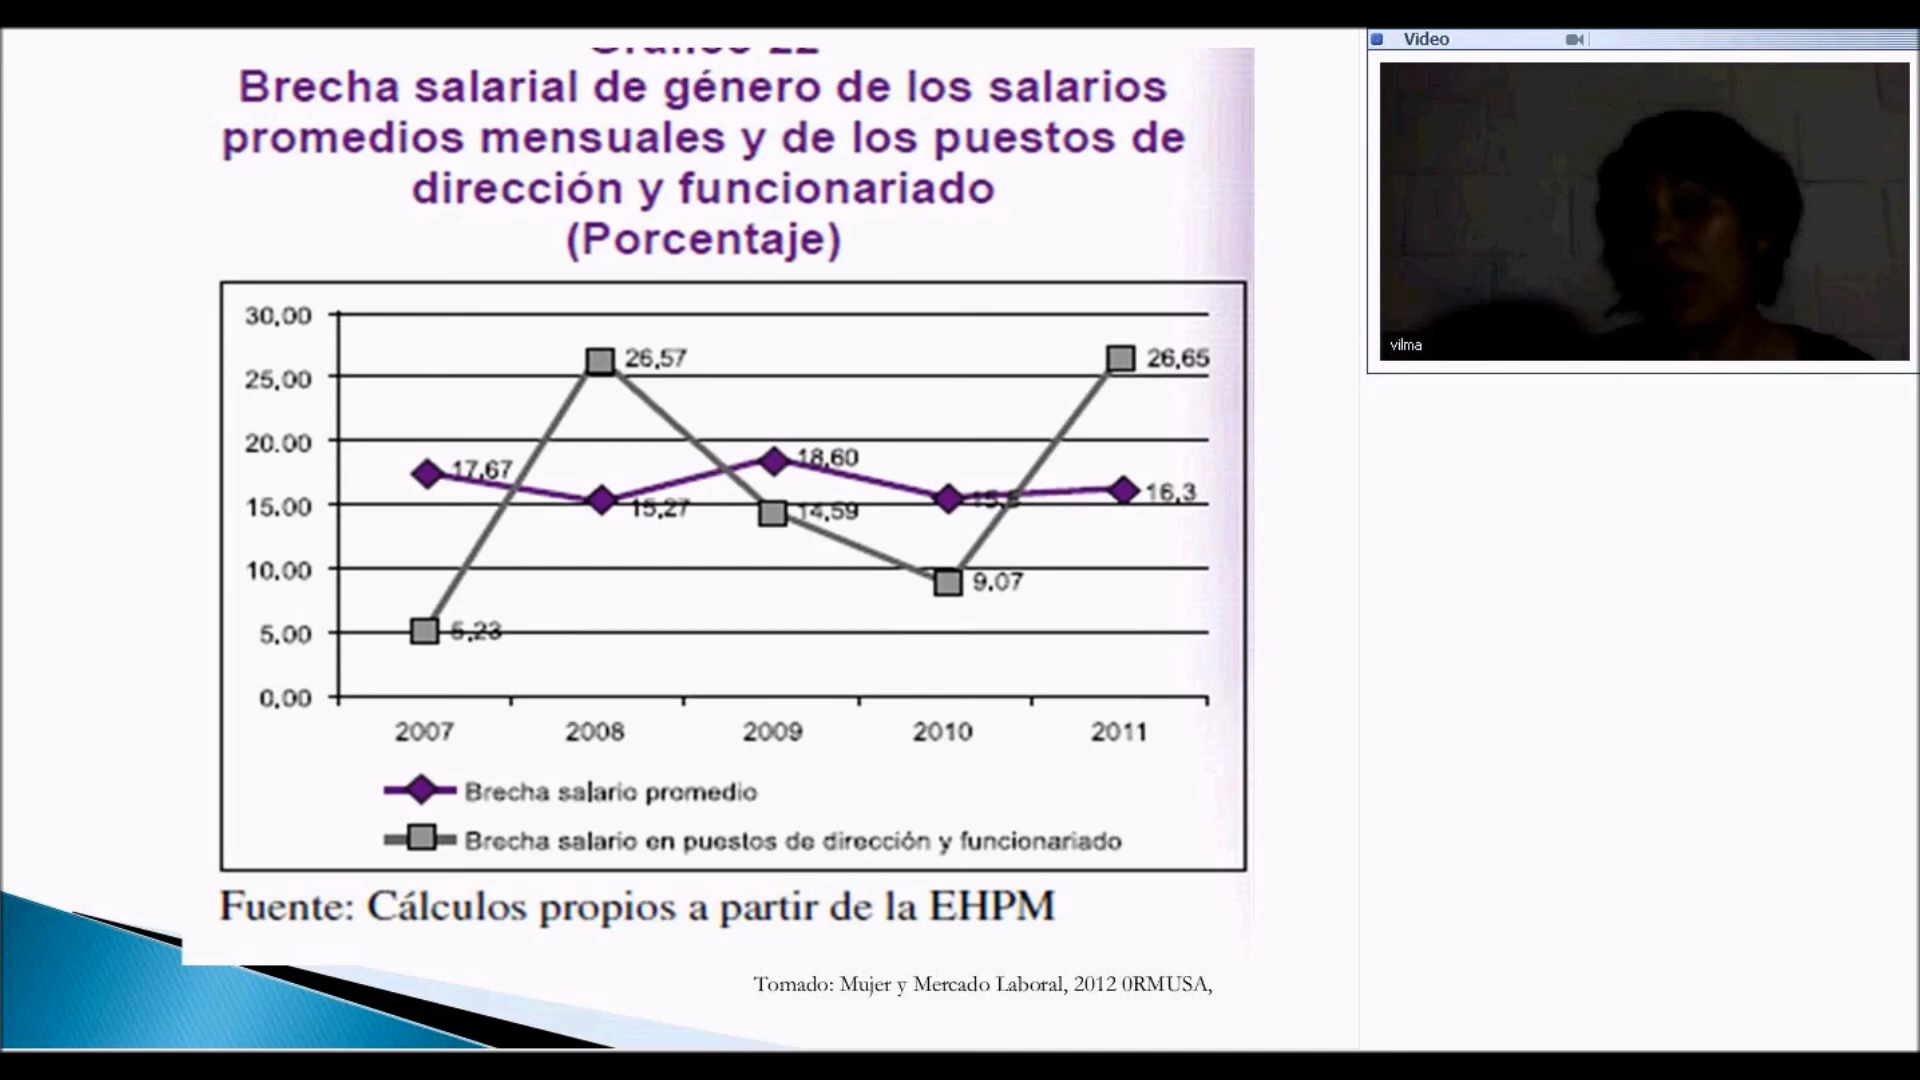 Brecha salarial de género de los salarios
promedios mensuales y de los puestos de
dirección y funcionariado
(Porcentaje)
30,00
25,00
20.00
15.00
10.00
5,00
0,00
26,57
26,65
17,67
18,60
15,27
14,59
16,3
9.07
5,23
2007
2008
2009
2010
2011
Brecha salario promedio
Brecha salario en puestos de dirección y funcionariado
Fuente: Cálculos propios a partir de la EHPM
Tomado: Mujer y Mercado Laboral, 2012 0RMUSA,
Video
vilma